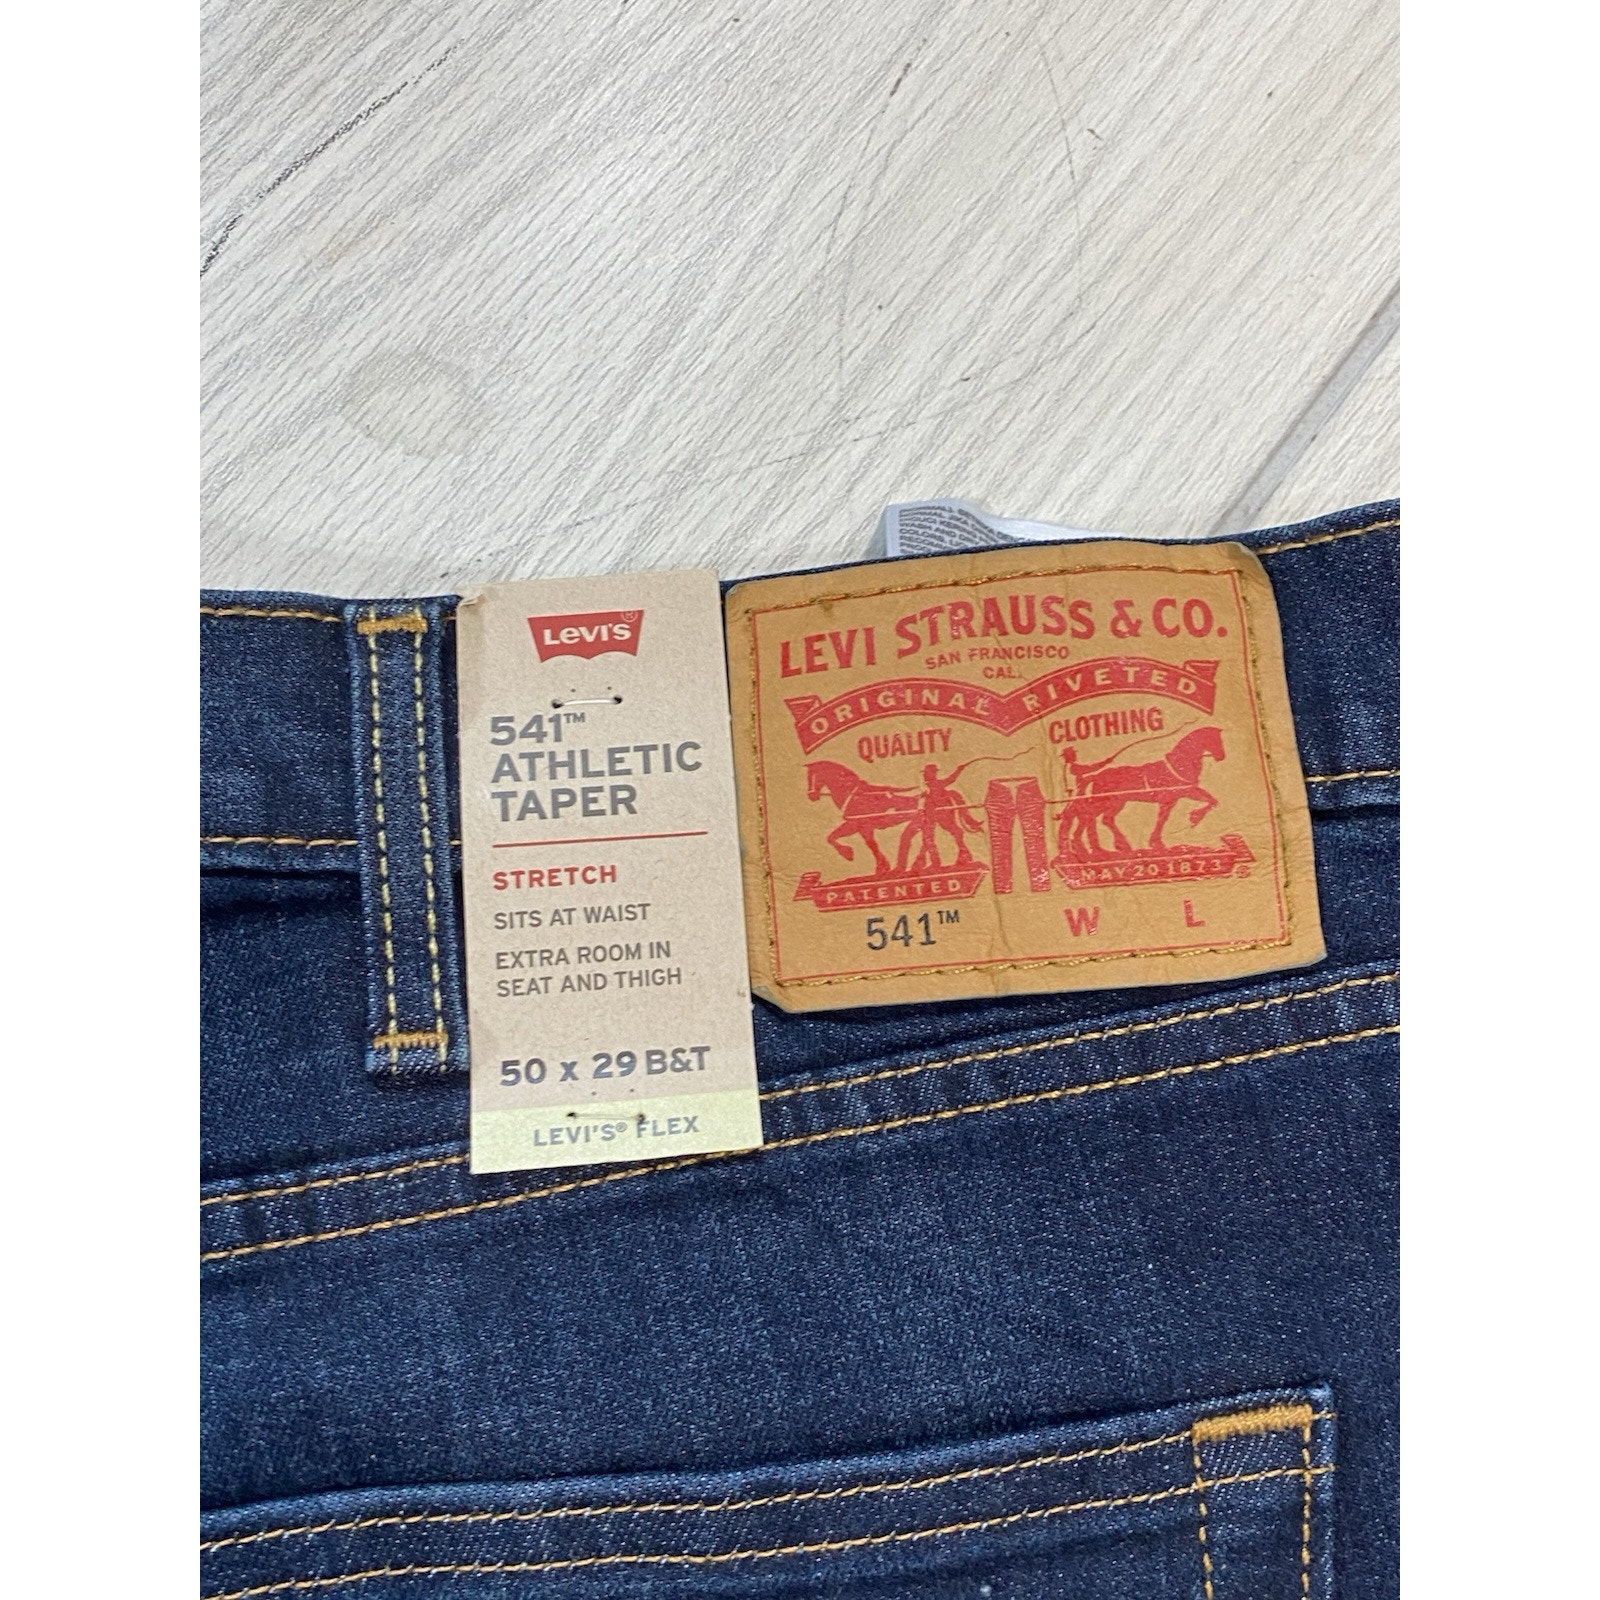 LEVI'S®
541™
ATHLETIC
TAPER
STRETCH
SITS AT WAIST
EXTRA ROOM IN
SEAT AND THIGH
50 x 29 B&T
LEVI'S® FLEX
LEVI STRAUSS & CO.
SAN FRANCISCO
CAL.
ORIGINAL RIVETED
QUALITY CLOTHING
PATENTED MAY 20 1873
541™ W L